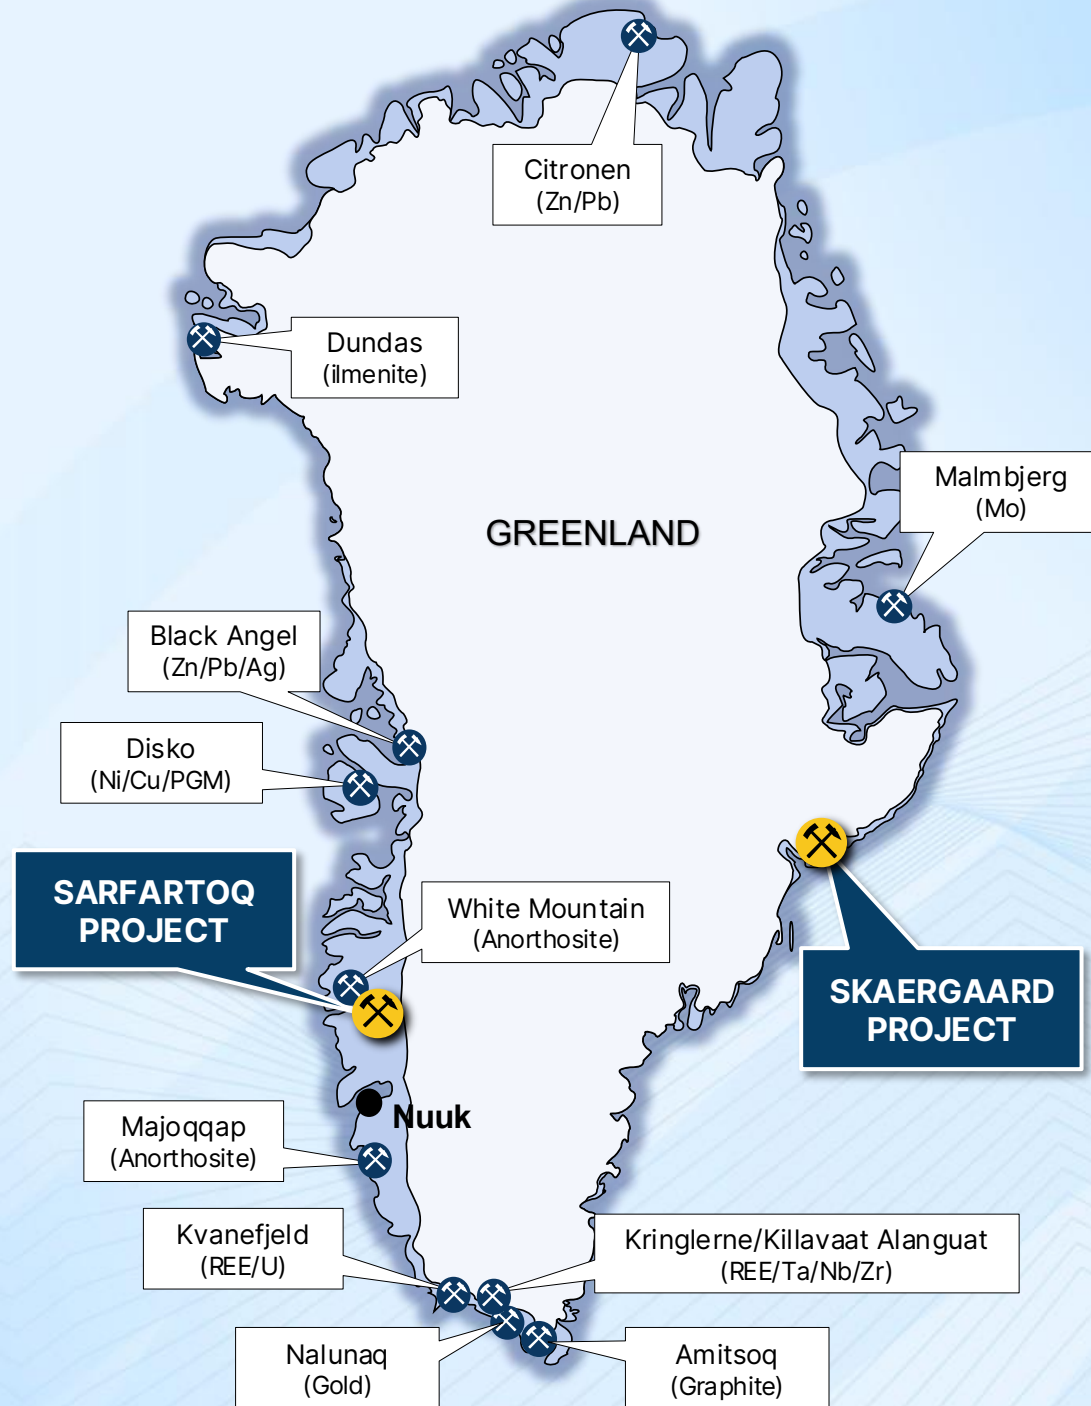 Citronen
(Zn/Pb)
Dundas
(ilmenite)
Malmbjerg
(Mo)
GREENLAND
Black Angel
(Zn/Pb/Ag)
Disko
(Ni/Cu/PGM)
SARFARTOQ
PROJECT
White Mountain
(Anorthosite)
SKAERGAARD
PROJECT
Nuuk
Majoqqap
(Anorthosite)
Kvanefjeld
(REE/U)
Kringlerne/Killavaat Alanguat
(REE/Ta/Nb/Zr)
Nalunaq
(Gold)
Amitsoq
(Graphite)